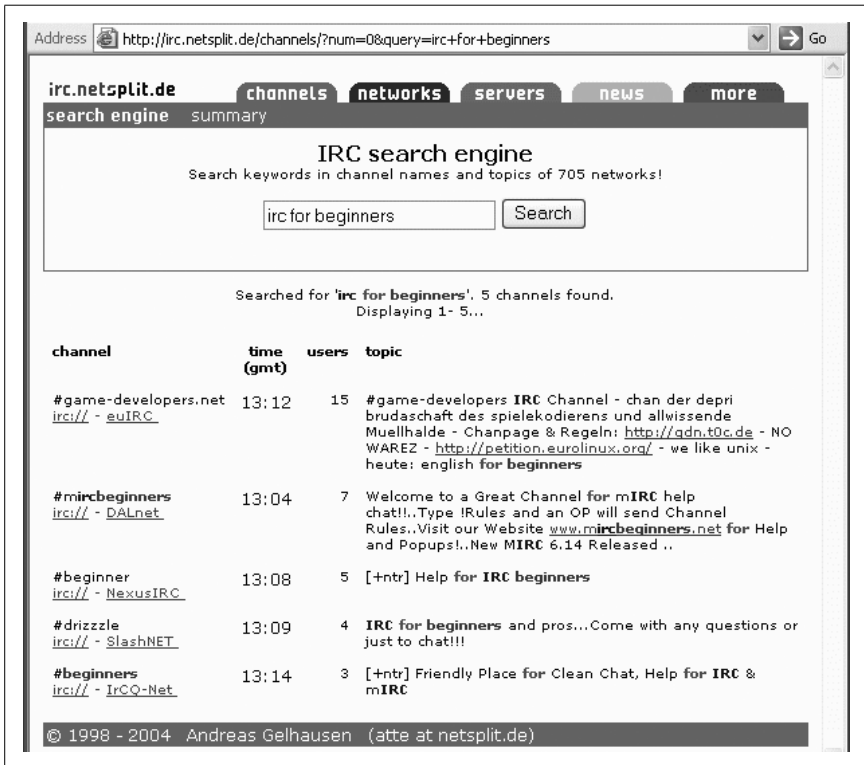 Address http://irc.netsplit.de/channels/?num=0&query=irc+for+beginners Go
irc.netsplit.de channels networks servers news more
search engine summary
IRC search engine
Search keywords in channel names and topics of 705 networks!
irc for beginners Search
Searched for 'irc for beginners'. 5 channels found.
Displaying 1- 5...
channel time users topic
(gmt)
#game-developers.net 13:12 15 #game-developers IRC Channel - chan der depri
irc:// - euIRC brudaschaft des spielekodierens und allwissende
Muellhalde - Chanpage & Regeln: http://gdn.t0c.de - NO
WAREZ - http://petition.eurolinux.org/ - we like unix -
heute: english for beginners
#mircbeginners 13:04 7 Welcome to a Great Channel for mIRC help
irc:// - DALnet chat!!..Type !Rules and an OP will send Channel
Rules..Visit our Website www.mircbeginners.net for Help
and Popups!..New MIRC 6.14 Released ..
#beginner 13:08 5 [+ntr] Help for IRC beginners
irc:// - NexusIRC
#drizzzle 13:09 4 IRC for beginners and pros...Come with any questions or
irc:// - SlashNET just to chat!!!
#beginners 13:14 3 [+ntr] Friendly Place for Clean Chat, Help for IRC &
irc:// - IrCQ-Net mIRC
© 1998 - 2004 Andreas Gelhausen (atte at netsplit.de)